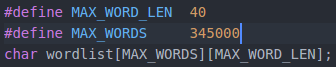 #define MAX_WORD_LEN  40
#define MAX_WORDS     345000
char wordlist[MAX_WORDS][MAX_WORD_LEN];